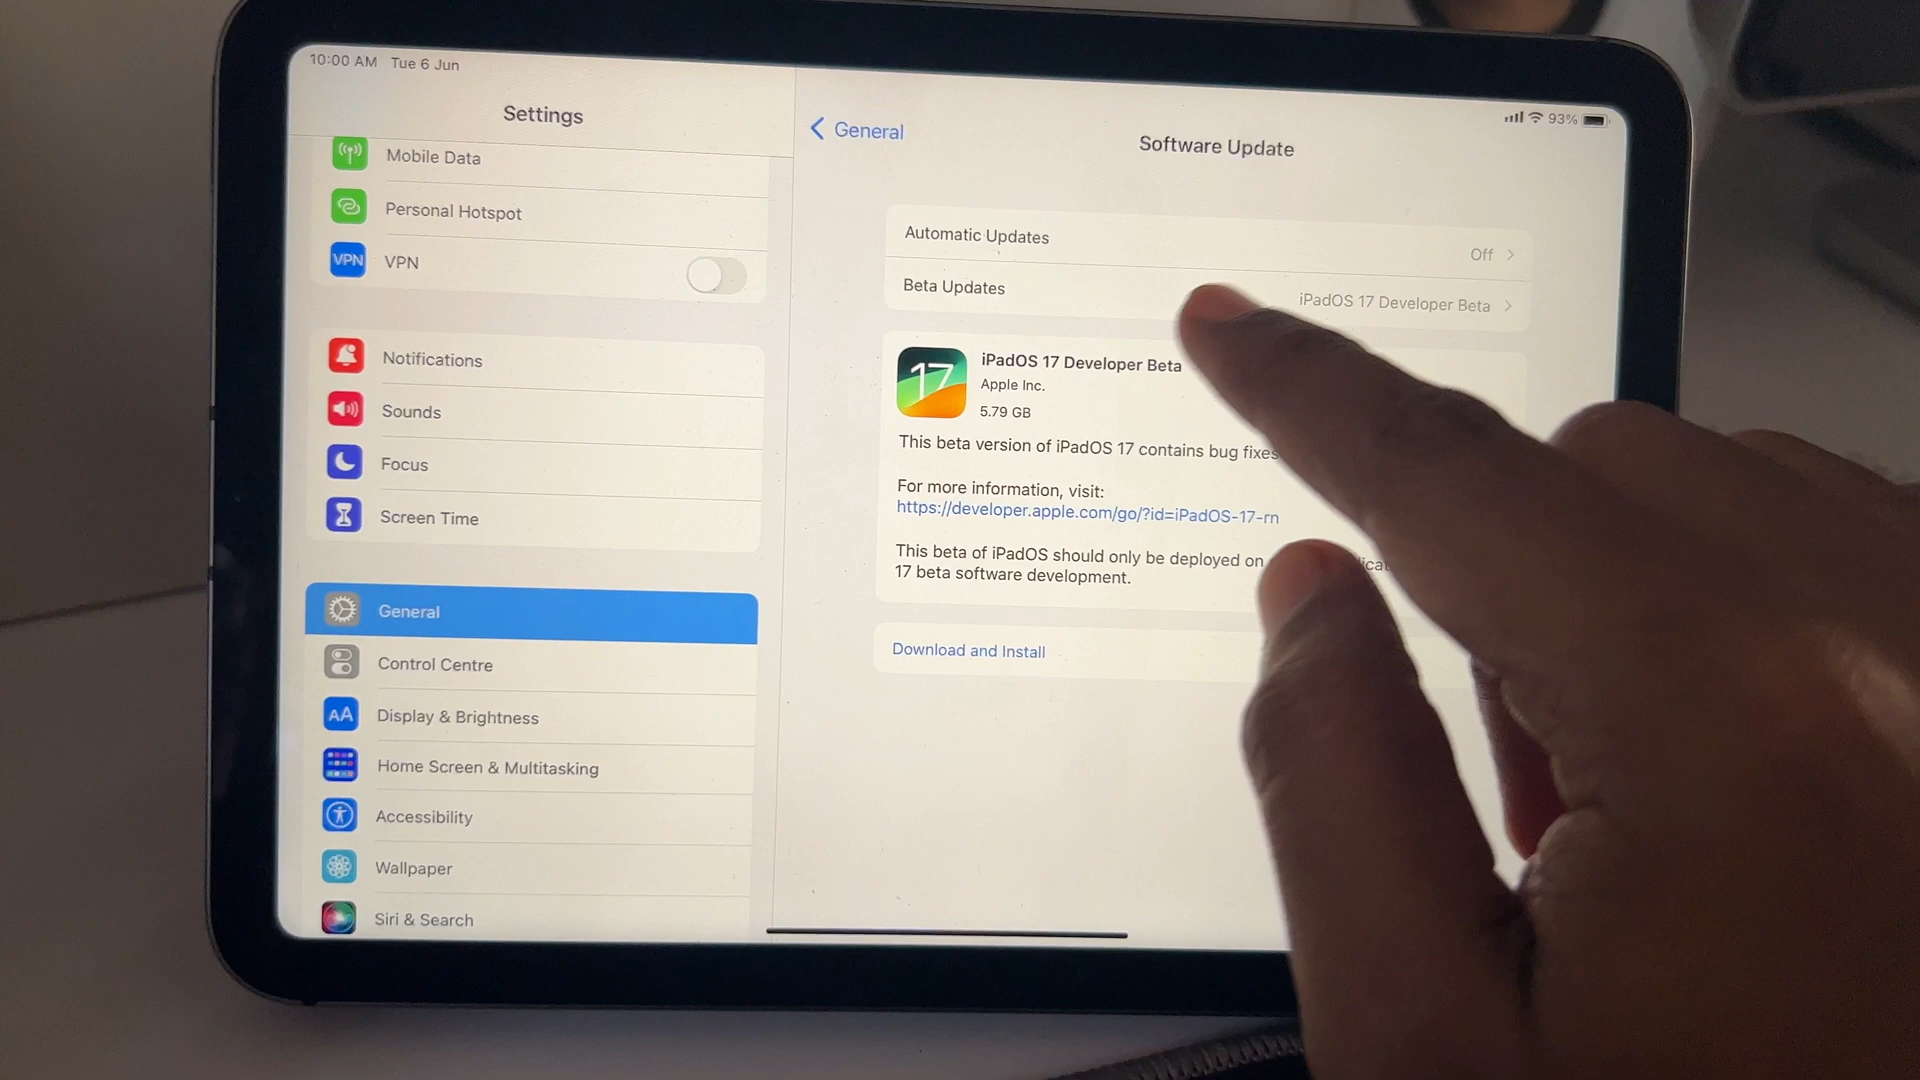 10:00 AM Tue 6 Jun
Settings
Mobile Data
Personal Hotspot
VPN VPN
Notifications
Sounds
Focus
Screen Time
General
Control Centre
AA Display & Brightness
Home Screen & Multitasking
Accessibility
Wallpaper
Siri & Search
93%
General
Software Update
Automatic Updates Off
Beta Updates iPadOS 17 Developer Beta
17
iPadOS 17 Developer Beta
Apple Inc.
5.79 GB
This beta version of iPadOS 17 contains bug fixes
For more information, visit:
https://developer.apple.com/go/?id=iPadOS-17-rn
This beta of iPadOS should only be deployed on
17 beta software development.
Download and Install